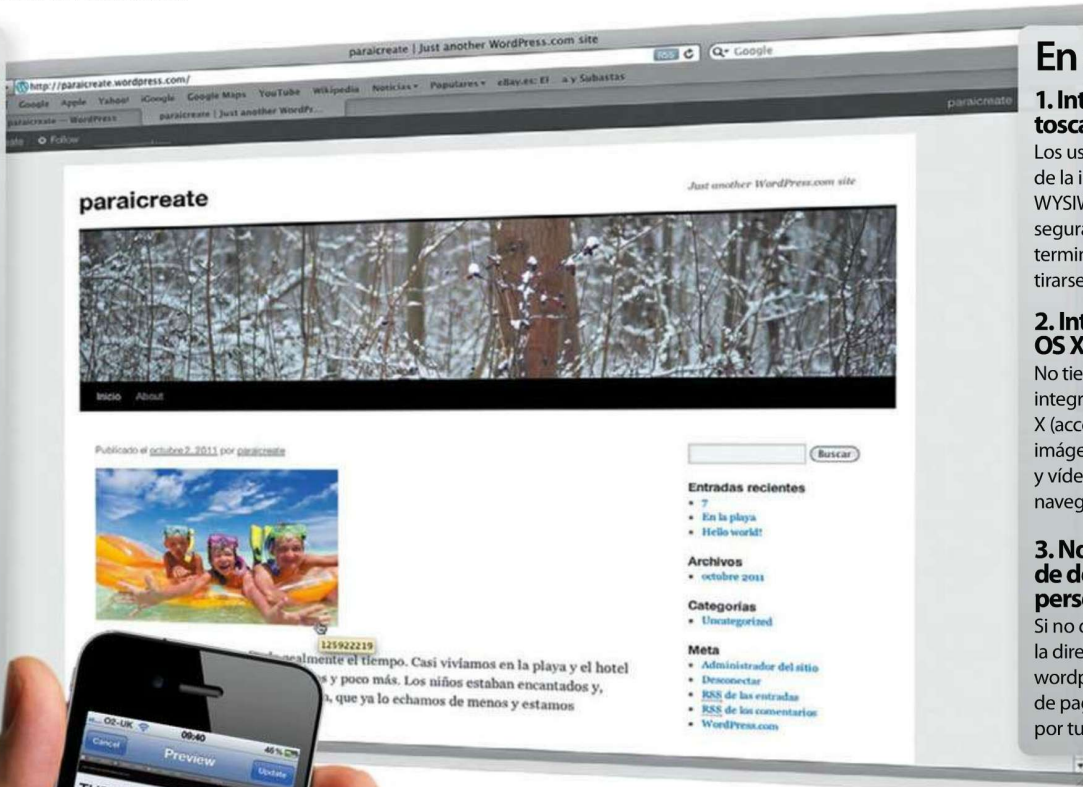 paraicreate | Just another WordPress.com site
http://paraicreate.wordpress.com/
RSS
Google
Google Apple Yahoo! iGoogle Google Maps YouTube Wikipedia Noticias Populares eBay.es: El a y Subastas
paraicreate — WordPress
paraicreate | Just another WordPr...
Follow
paraicreate
paraicreate
Just another WordPress.com site
Inicio About
Publicado el octubre 2, 2011 por paraicreate
125922219
el tiempo. Casi vivíamos en la playa y el hotel
y poco más. Los niños estaban encantados y,
que ya lo echamos de menos y estamos
Buscar
Entradas recientes
7
En la playa
Hello world!
Archivos
octubre 2011
Categorías
Uncategorized
Meta
Administrador del sitio
Desconectar
RSS de las entradas
RSS de los comentarios
WordPress.com
O2-UK 09:40 46 %
Cancel Preview Update
En
1. Int
tosca
Los us
de la i
WYSIW
segura
termin
tirarse
2. Int
OS X
No tie
integr
X (acc
imáge
y víde
naveg
3. No
de do
perso
Si no
la dire
wordp
de pag
por tu